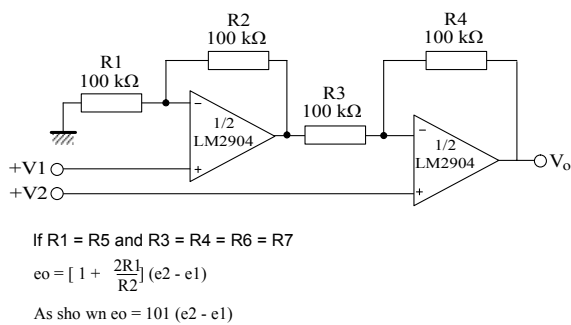 R2
100 kΩ
R4
100 kΩ
R1
100 kΩ
R3
100 kΩ
−
1/2
LM2904
+
−
1/2
LM2904
+
Vo
+V1
+V2
If R1 = R5 and R3 = R4 = R6 = R7
eo = [ 1 + 2R1/R2] (e2 - e1)
As sho wn eo = 101 (e2 - e1)